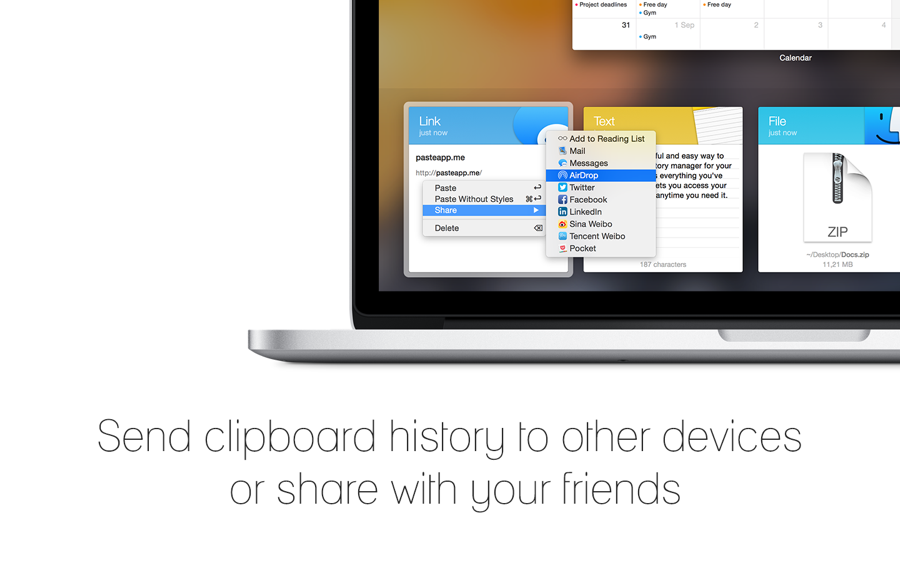 Project deadlines
Free day
Gym
Free day
31
1 Sep
2
3
4
Gym
Calendar
Link
just now
pasteapp.me
http://pasteapp.me/
Paste
Paste Without Styles
Share
Delete
Add to Reading List
Mail
Messages
AirDrop
Twitter
Facebook
LinkedIn
Sina Weibo
Tencent Weibo
Pocket
Text
ful and easy way to
ory manager for your
everything you've
ets you access your
anytime you need it.
187 characters
File
just now
ZIP
~/Desktop/Docs.zip
11,21 MB
Send clipboard history to other devices
or share with your friends